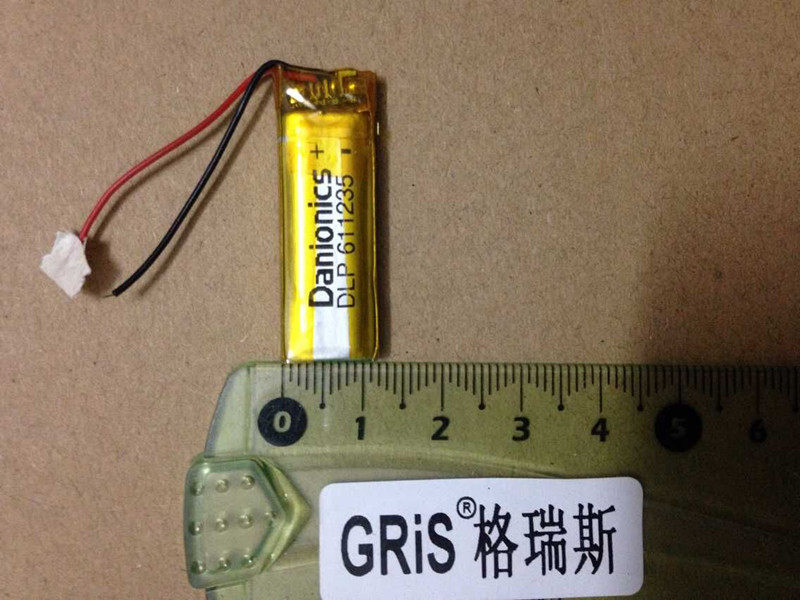 + -
Danionics
DLP 611235
0 1 2 3 4 5 6
GRiS®格瑞斯